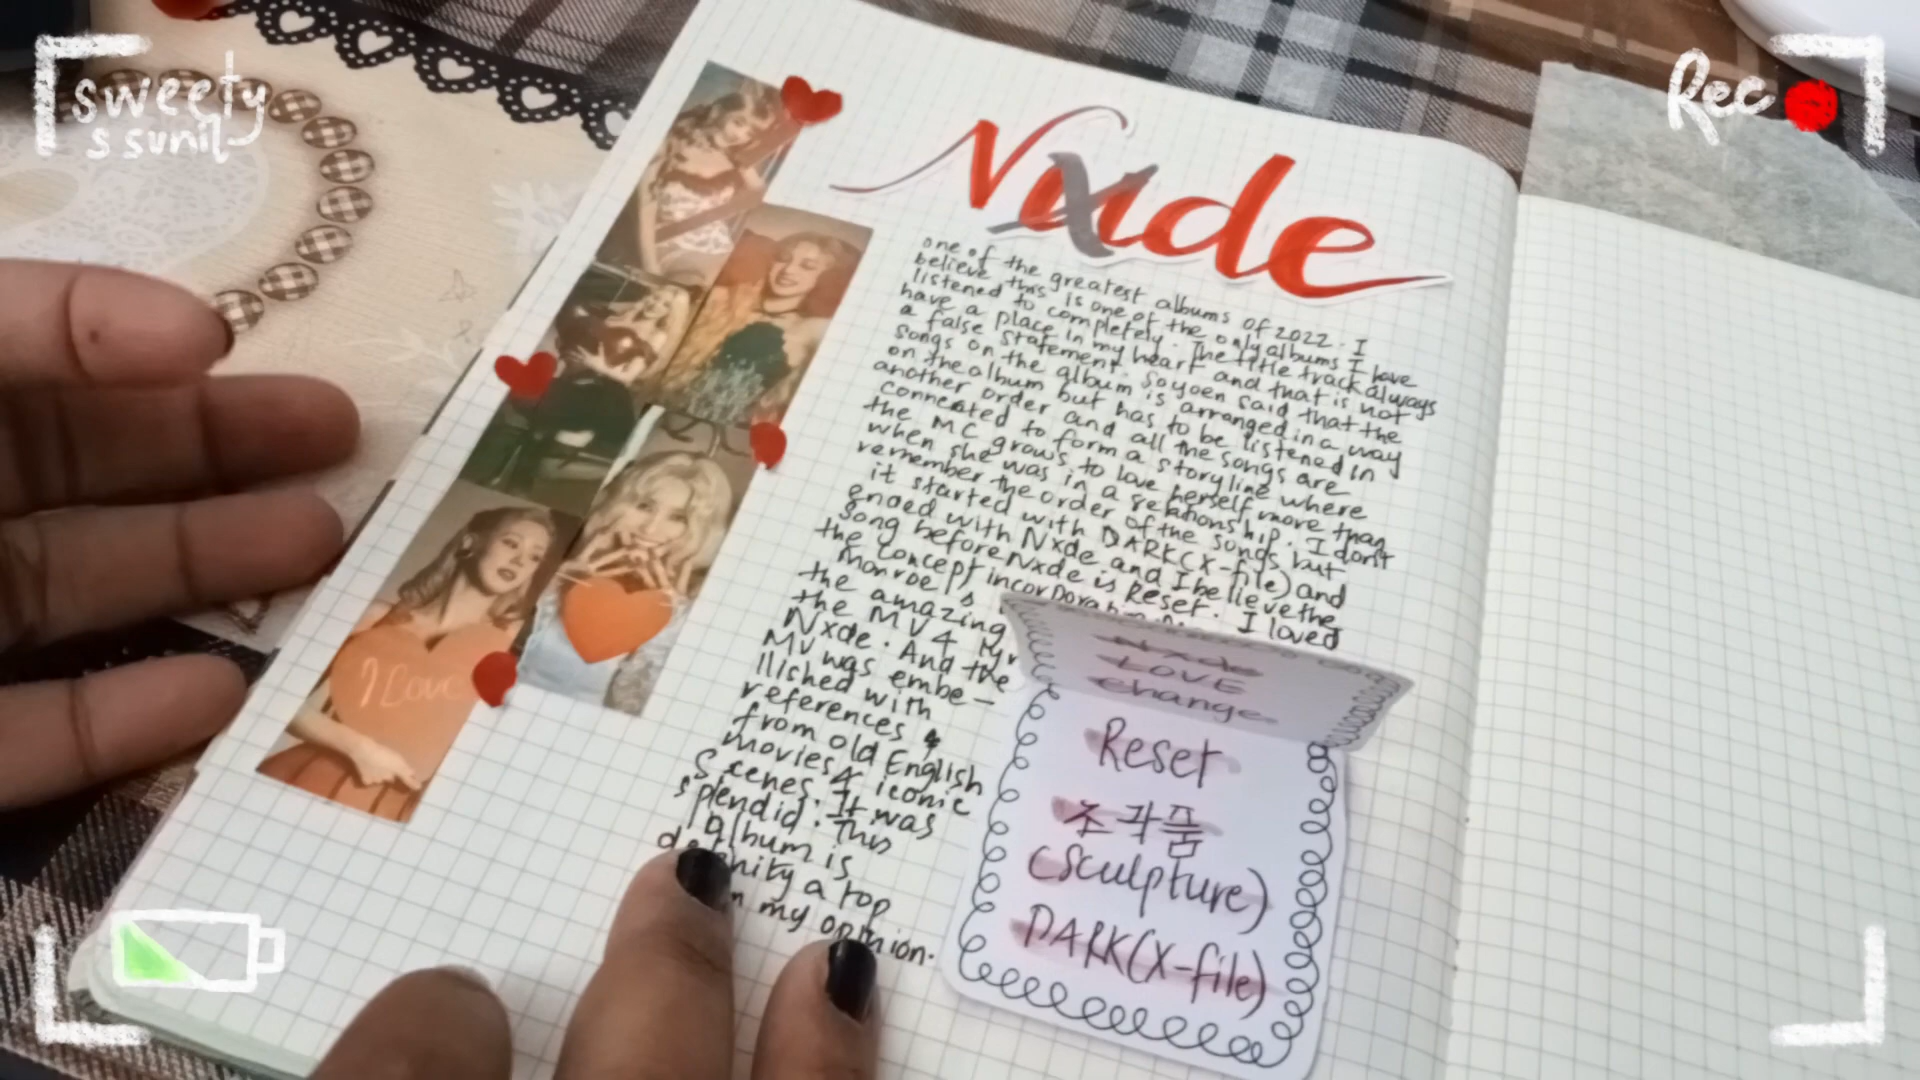 sweety
s sunil
Rec
Nxde
one of the greatest albums of 2022. I
believe this is one of the only albums I have
listened to completely. The title track always
have a place in my heart and that is not
a false statement. Soyoen said that the
songs on the album is arranged in a way
on the album but has to be listened in
another order and all the songs are
connected to form a storyline where
the MC grows to love herself more than
when she was in a relationship. I don't
remember the order of the songs but
it started with DARK(X-file) and
ended with Nxde and I believe the
song before Nxde is Reset. I loved
the concept incorporatin
Monroe's
the amazing
the MV & lyr
Nxde. And the
MV was embe-
llished with
references &
from old English
movies & iconic
scenes. It was
splendid. This
album is
a top
my opinion.
I Love
Nxde
LOVE
Change
Reset
조각품
(Sculpture)
DARK(X-file)